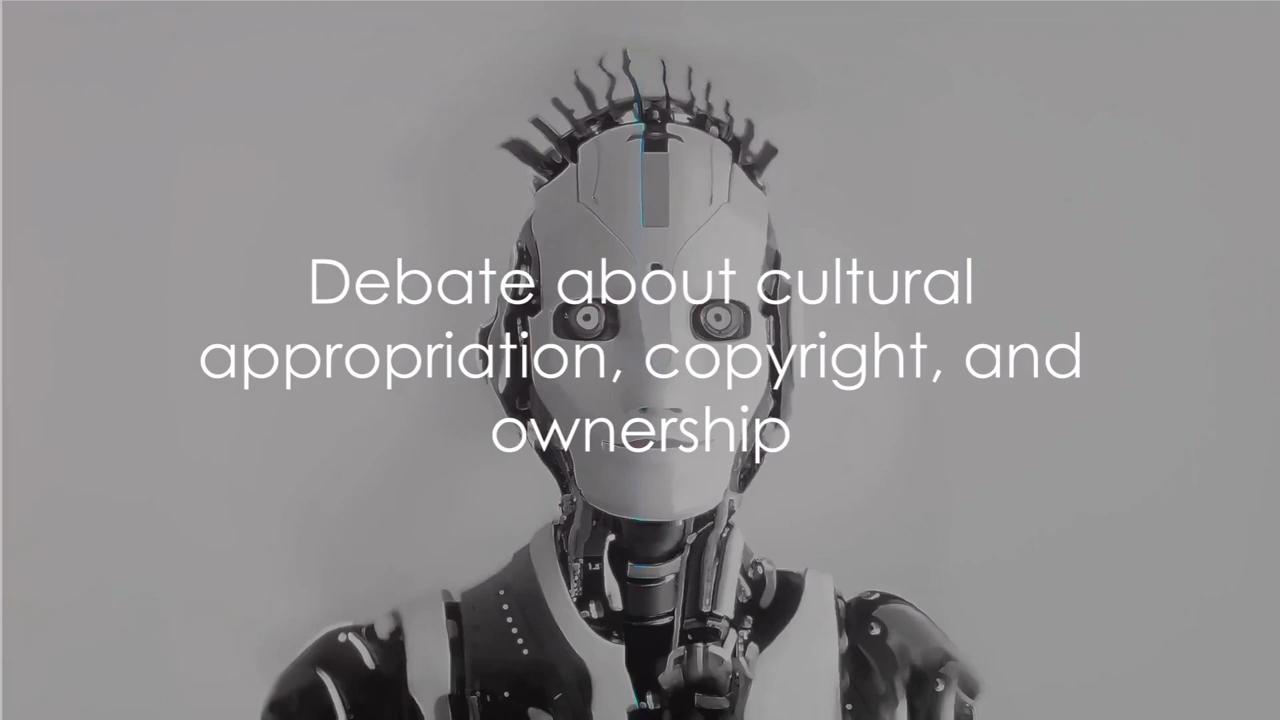 Debate about cultural
appropriation, copyright, and
ownership